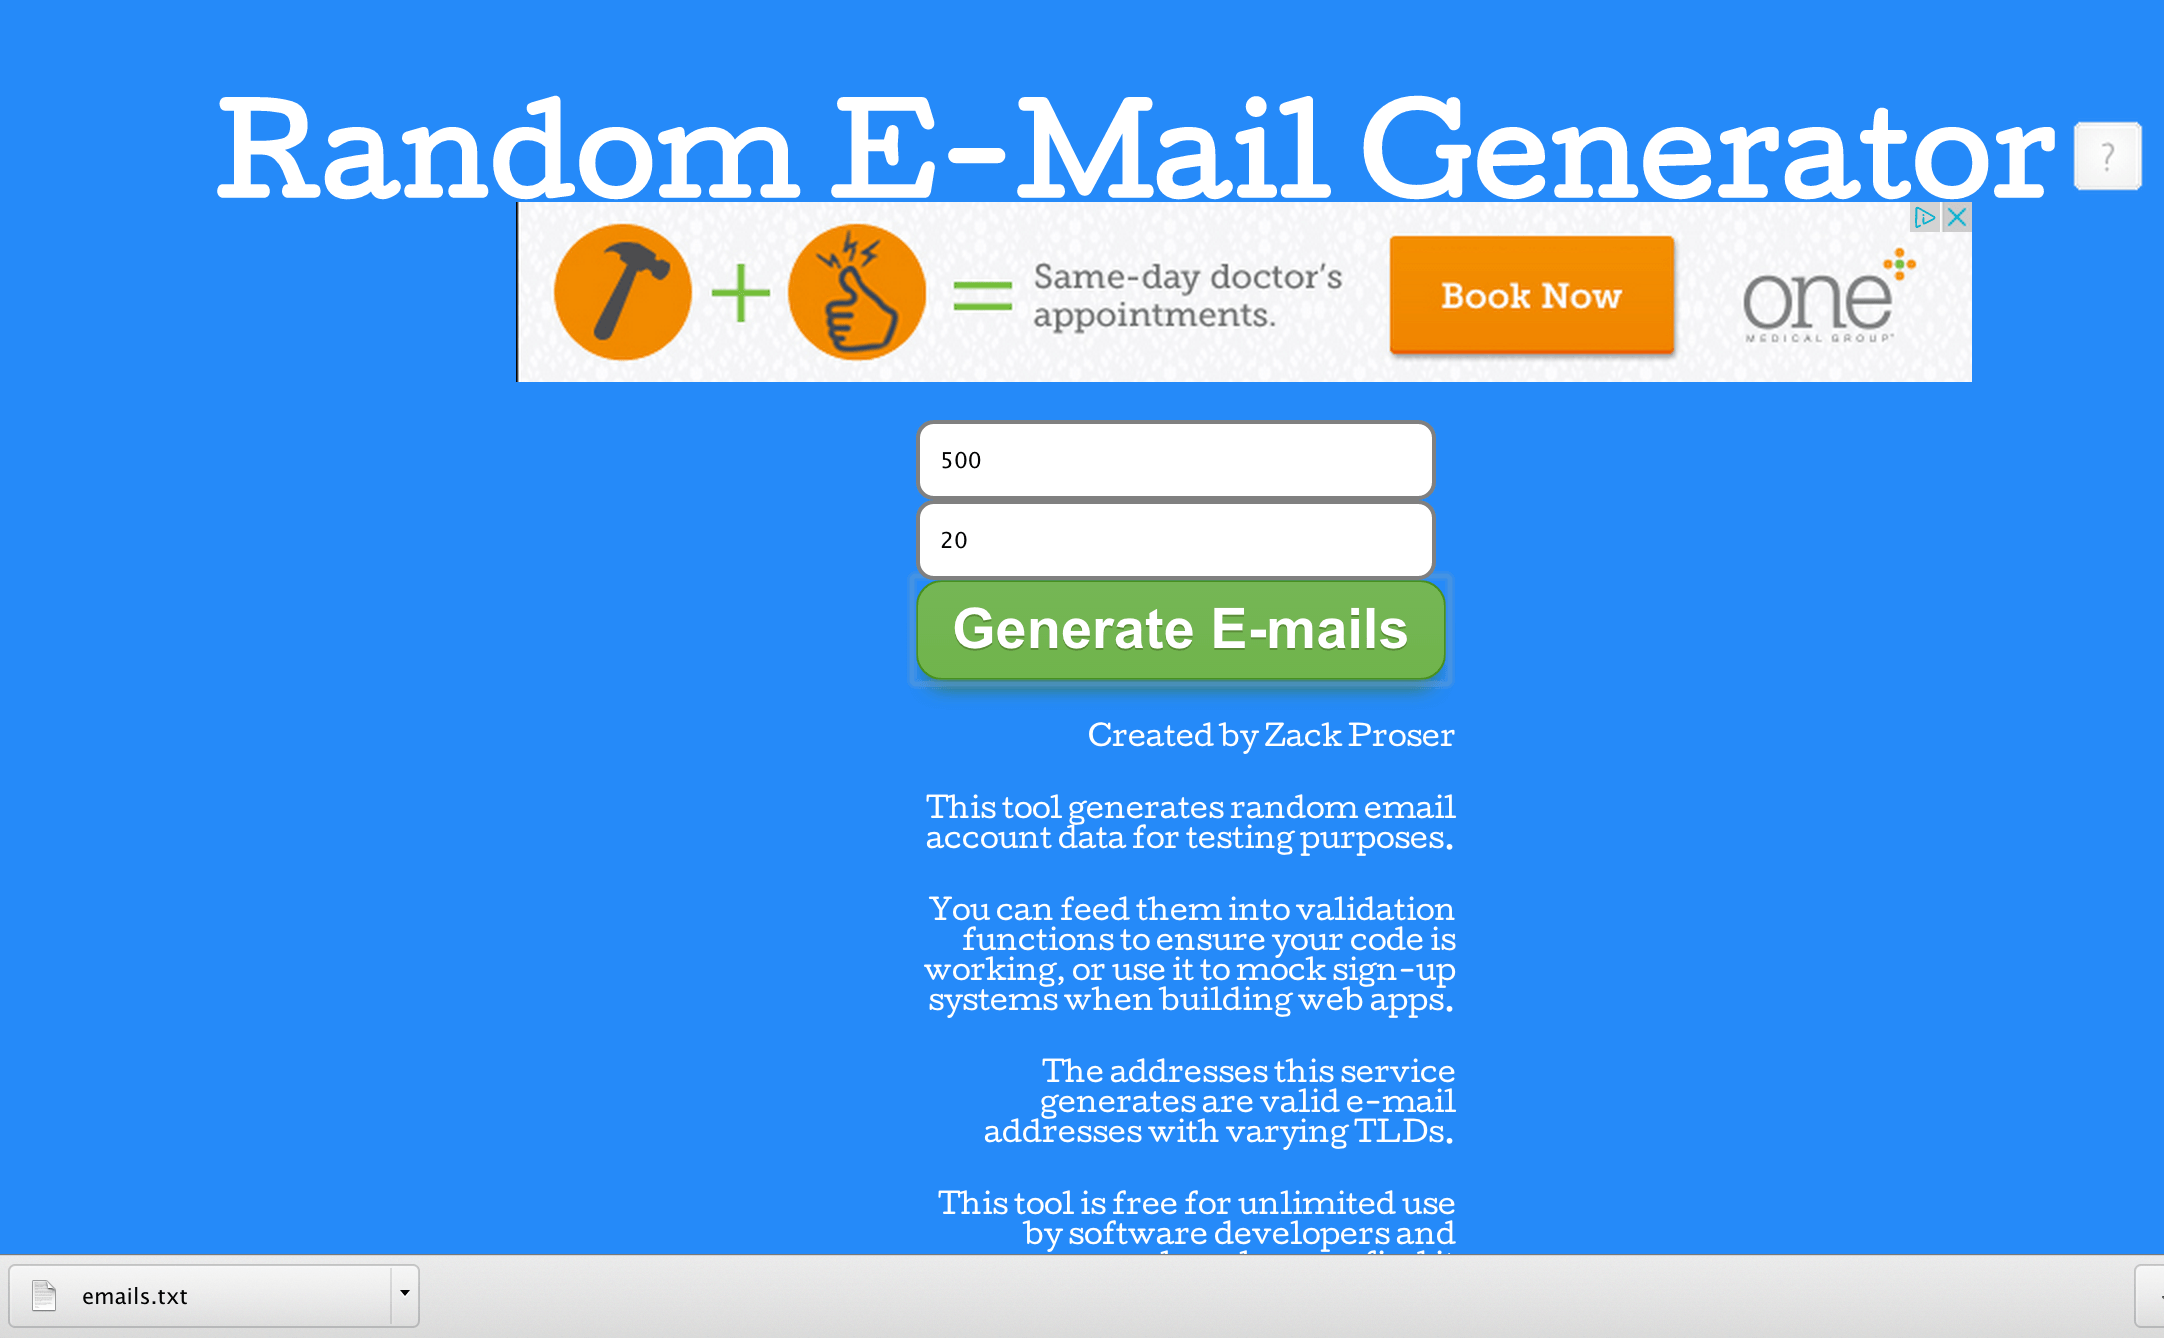 Random E-Mail Generator
?
Same-day doctor's
appointments.
Book Now
one
MEDICAL GROUP
500
20
Generate E-mails
Created by Zack Proser
This tool generates random email
account data for testing purposes.
You can feed them into validation
functions to ensure your code is
working, or use it to mock sign-up
systems when building web apps.
The addresses this service
generates are valid e-mail
addresses with varying TLDs.
This tool is free for unlimited use
by software developers and
emails.txt